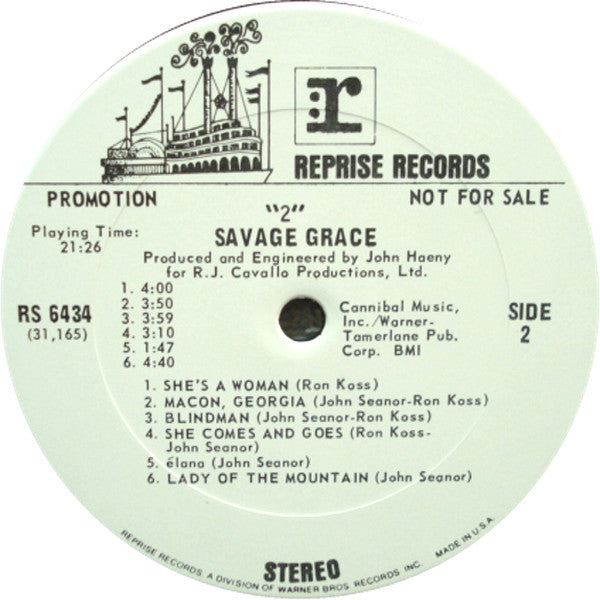 r
REPRISE RECORDS
PROMOTION
NOT FOR SALE
"2"
Playing Time:
21:26
SAVAGE GRACE
Produced and Engineered by John Haeny
for R.J. Cavallo Productions, Ltd.
RS 6434
(31,165)
1. 4:00
2. 3:50
3. 3:59
4. 3:10
5. 1:47
6. 4:40
Cannibal Music,
Inc./Warner-
Tamerlane Pub.
Corp. BMI
SIDE
2
1. SHE'S A WOMAN (Ron Koss)
2. MACON, GEORGIA (John Seanor-Ron Koss)
3. BLINDMAN (John Seanor-Ron Koss)
4. SHE COMES AND GOES (Ron Koss-
John Seanor)
5. élana (John Seanor)
6. LADY OF THE MOUNTAIN (John Seanor)
STEREO
REPRISE RECORDS, A DIVISION OF WARNER BROS. RECORDS INC. MADE IN U.S.A.